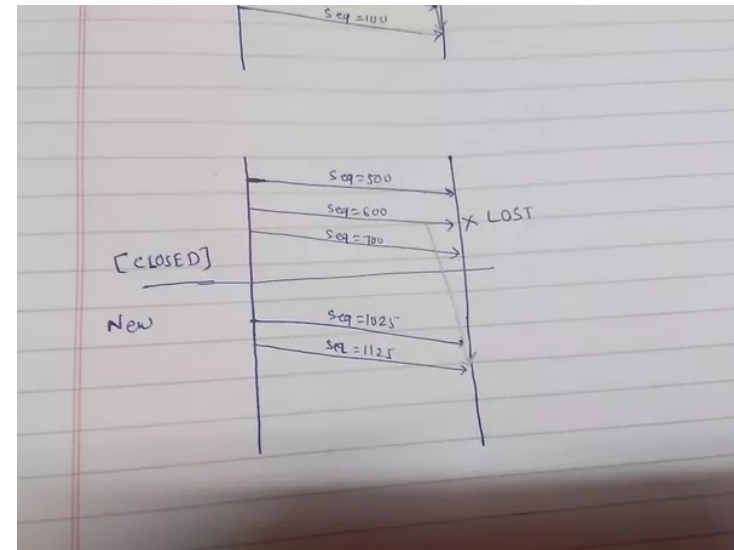 Seq=100
Seq=500
Seq=600
X LOST
Seq=700
[CLOSED]
New
Seq=1025
Seq=1125